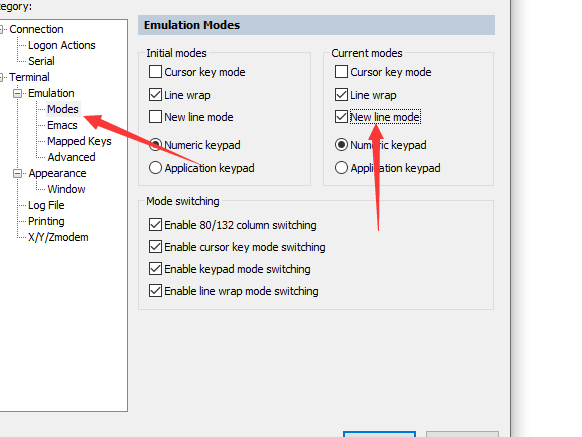 tegory:
Connection
Logon Actions
Serial
Terminal
Emulation
Modes
Emacs
Mapped Keys
Advanced
Appearance
Window
Log File
Printing
X/Y/Zmodem
Emulation Modes
Initial modes
Cursor key mode
Line wrap
New line mode
Numeric keypad
Application keypad
Current modes
Cursor key mode
Line wrap
New line mode
Numeric keypad
Application keypad
Mode switching
Enable 80/132 column switching
Enable cursor key mode switching
Enable keypad mode switching
Enable line wrap mode switching